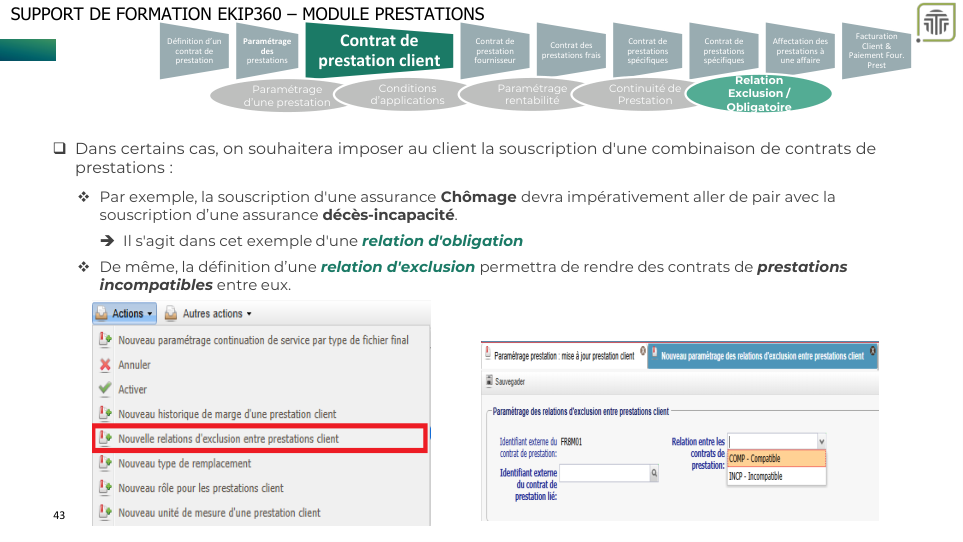 SUPPORT DE FORMATION EKIP360 – MODULE PRESTATIONS
Définition d'un
contrat de
prestation
Paramétrage
des
prestations
Contrat de
prestation client
Contrat de
prestation
fournisseur
Contrat des
prestations frais
Contrat de
prestations
spécifiques
Contrat de
prestations
spécifiques
Affectation des
prestations à
une affaire
Facturation
Client &
Paiement Four.
Prest
Paramétrage
d'une prestation
Conditions
d'applications
Paramétrage
rentabilité
Continuité de
Prestation
Relation
Exclusion /
Obligatoire
Dans certains cas, on souhaitera imposer au client la souscription d'une combinaison de contrats de
prestations :
Par exemple, la souscription d'une assurance Chômage devra impérativement aller de pair avec la
souscription d'une assurance décès-incapacité.
Il s'agit dans cet exemple d'une relation d'obligation
De même, la définition d'une relation d'exclusion permettra de rendre des contrats de prestations
incompatibles entre eux.
Actions
Autres actions
Nouveau paramétrage continuation de service par type de fichier final
Annuler
Activer
Nouveau historique de marge d'une prestation client
Nouvelle relations d'exclusion entre prestations client
Nouveau type de remplacement
Nouveau rôle pour les prestations client
Nouveau unité de mesure d'une prestation client
Paramétrage prestation : mise à jour prestation client
Nouveau paramétrage des relations d'exclusion entre prestations client
Sauvegader
Paramétrage des relations d'exclusion entre prestations client
Identifiant externe du
contrat de prestation:
FR8M01
Identifiant externe
du contrat de
prestation lié:
Relation entre les
contrats de
prestation:
COMP - Compatible
INCP - Incompatible
43